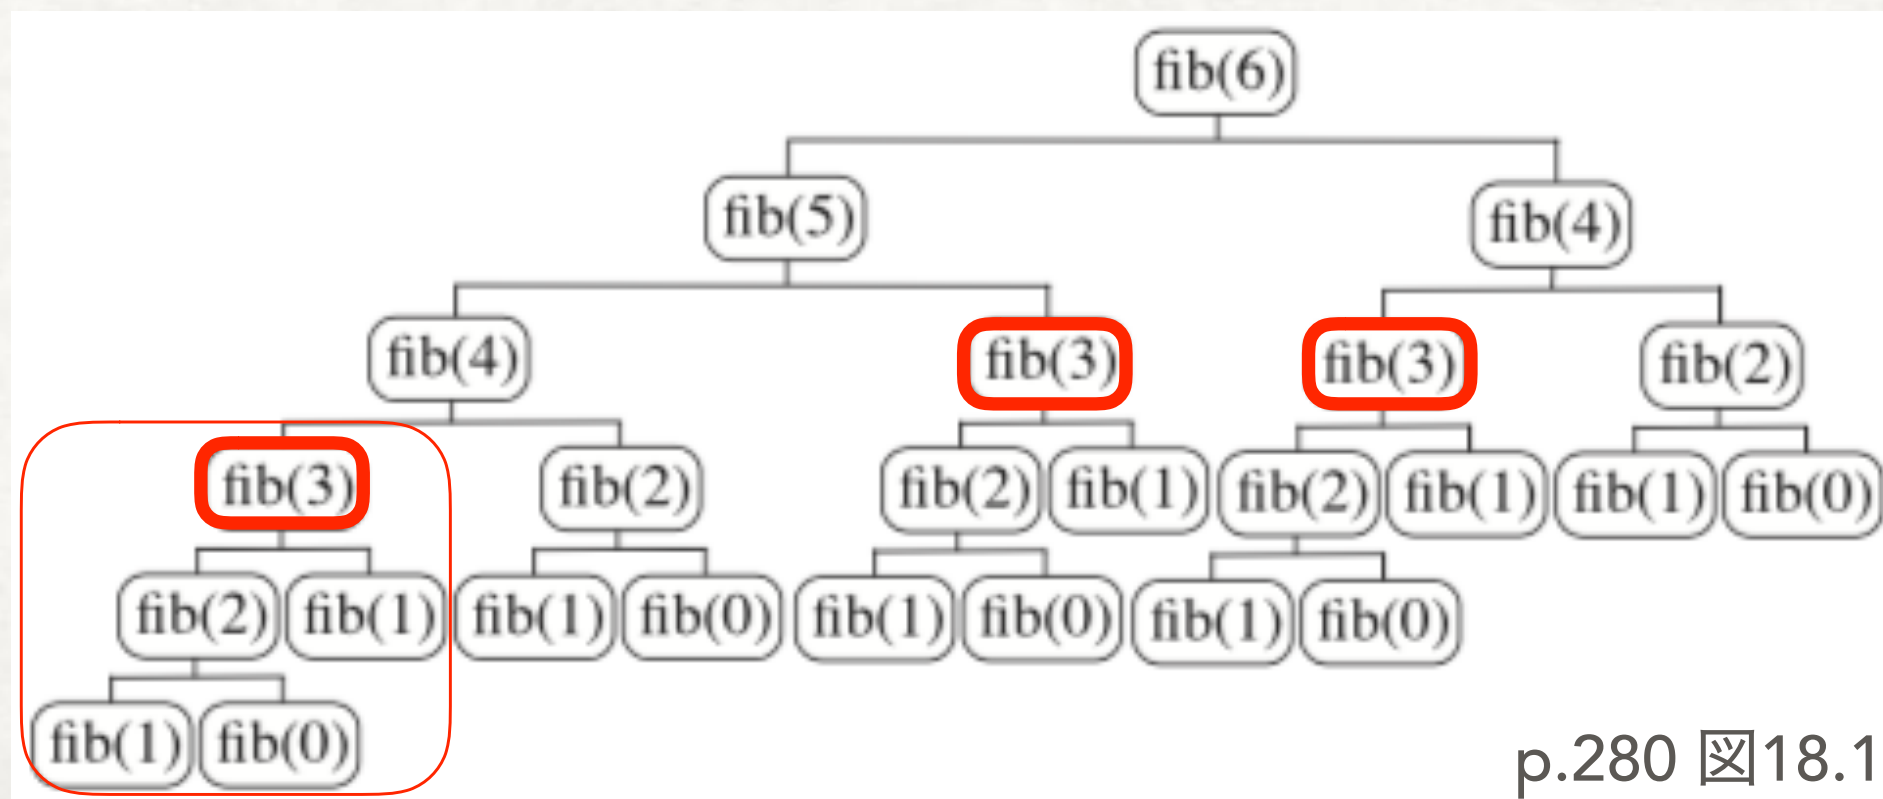 fib(6)
fib(5) fib(4)
fib(4) fib(3) fib(3) fib(2)
fib(3) fib(2) fib(2) fib(1) fib(2) fib(1) fib(1) fib(0)
fib(2) fib(1) fib(1) fib(0) fib(1) fib(0) fib(1) fib(0)
fib(1) fib(0)
p.280 図18.1